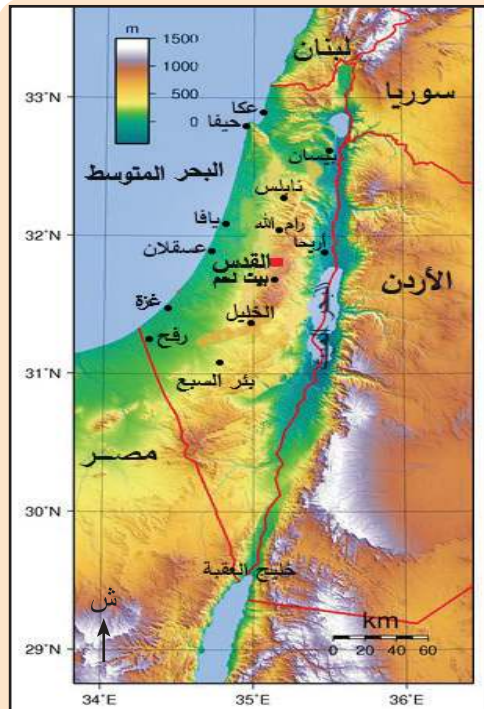 m
1500
1000
500
0
لبنان
سوريا
33°N
عكا
حيفا
بيسان
البحر المتوسط
نابلس
يافا
رام الله
32°N
عسقلان
أريحا
القدس
بيت لحم
الأردن
غزة
الخليل
رفح
31°N
بئر السبع
مصر
30°N
خليج العقبة
ش
km
0 20 40 60
29°N
34°E
35°E
36°E